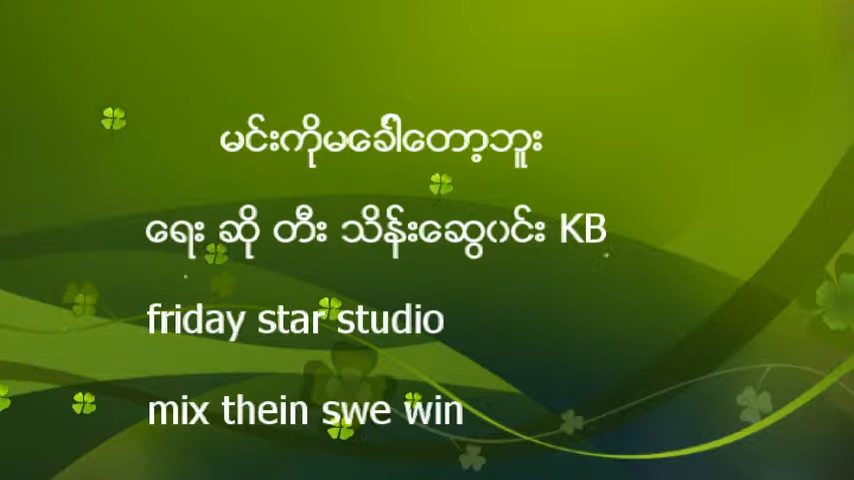 မင်းကိုမခေါ်တော့ဘူး
ရေး ဆို တီး သိန်းဆွေဝင်း KB
friday star studio
mix thein swe win